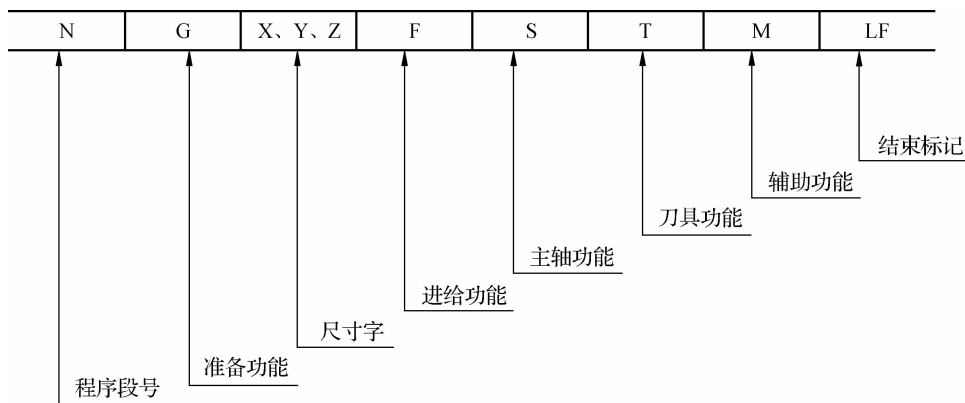 N G X、Y、Z F S T M LF
结束标记
辅助功能
刀具功能
主轴功能
进给功能
尺寸字
准备功能
程序段号